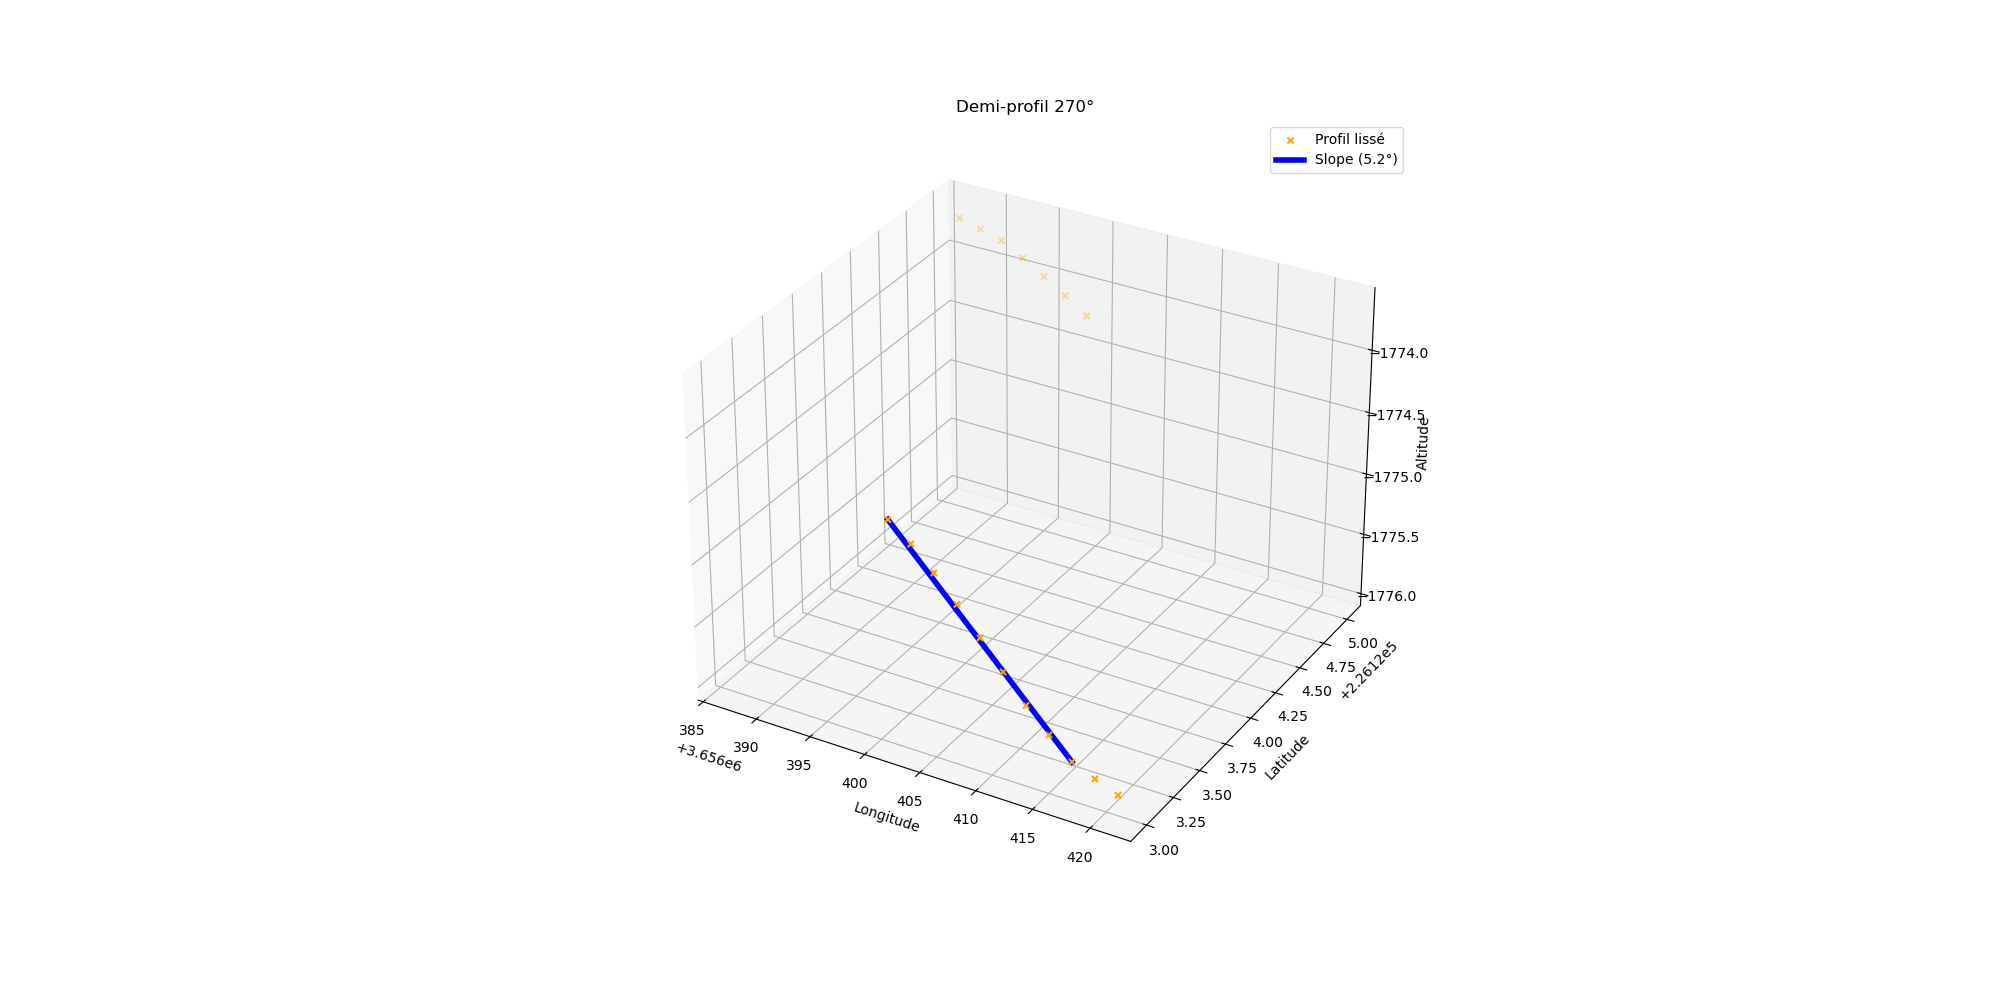 Demi-profil 270°
Profil lissé
Slope (5.2°)
−1774.0
−1774.5
−1775.0
−1775.5
−1776.0
Altitude
5.00
4.75
4.50
4.25
4.00
3.75
3.50
3.25
3.00
+2.2612e5
Latitude
385
390
395
400
405
410
415
420
+3.656e6
Longitude